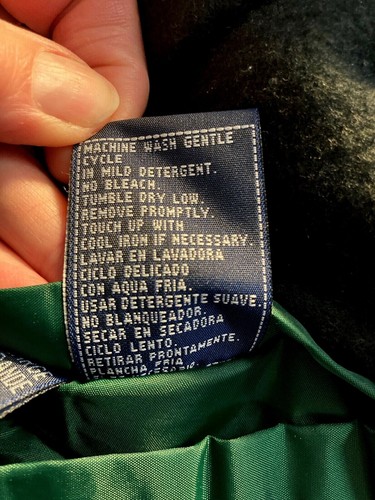 MACHINE WASH GENTLE
CYCLE
IN MILD DETERGENT.
NO BLEACH.
TUMBLE DRY LOW.
REMOVE PROMPTLY.
TOUCH UP WITH
COOL IRON IF NECESSARY.
LAVAR EN LAVADORA
CICLO DELICADO
CON AQUA FRIA.
USAR DETERGENTE SUAVE.
NO BLANQUEADOR.
SECAR EN SECADORA
CICLO LENTO.
RETIRAR PRONTAMENTE.
PLANCHA FRIA